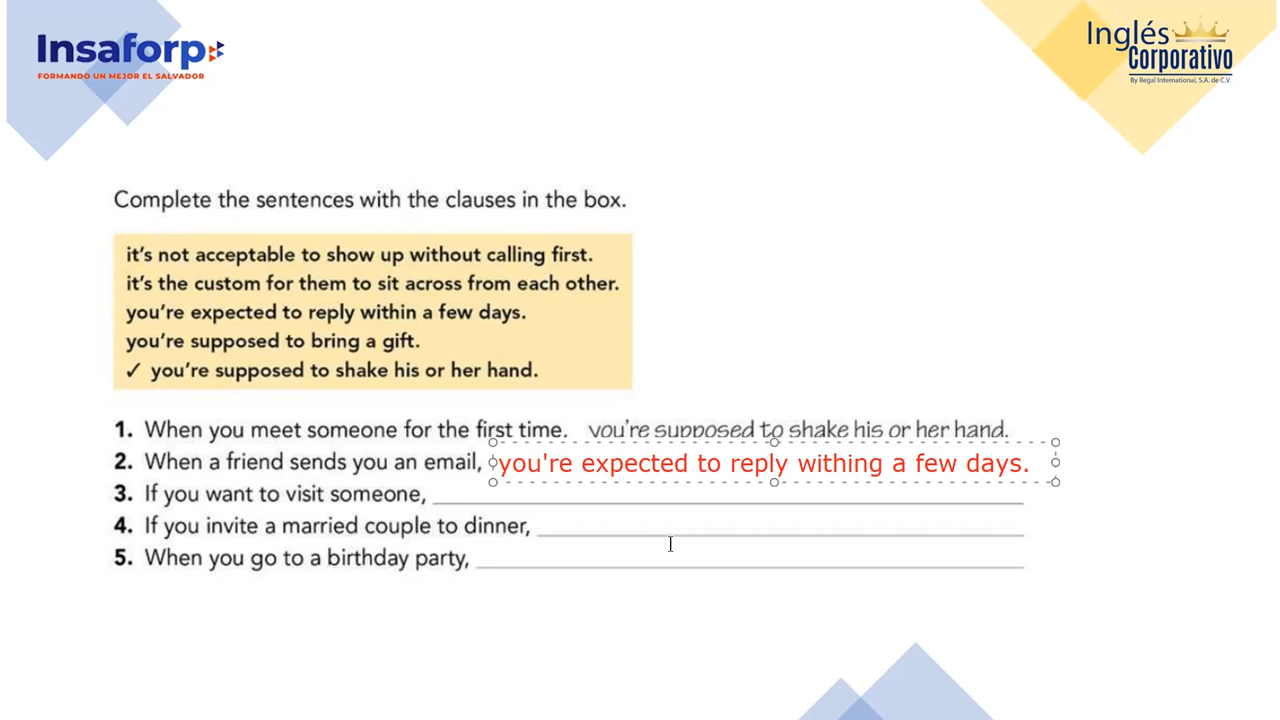 Insaforp
FORMANDO UN MEJOR EL SALVADOR
Inglés
Corporativo
By Regal International, S.A. de C.V.
Complete the sentences with the clauses in the box.
it's not acceptable to show up without calling first.
it's the custom for them to sit across from each other.
you're expected to reply within a few days.
you're supposed to bring a gift.
✓ you're supposed to shake his or her hand.
1. When you meet someone for the first time. you're supposed to shake his or her hand.
2. When a friend sends you an email, you're expected to reply withing a few days.
3. If you want to visit someone,
4. If you invite a married couple to dinner,
5. When you go to a birthday party,